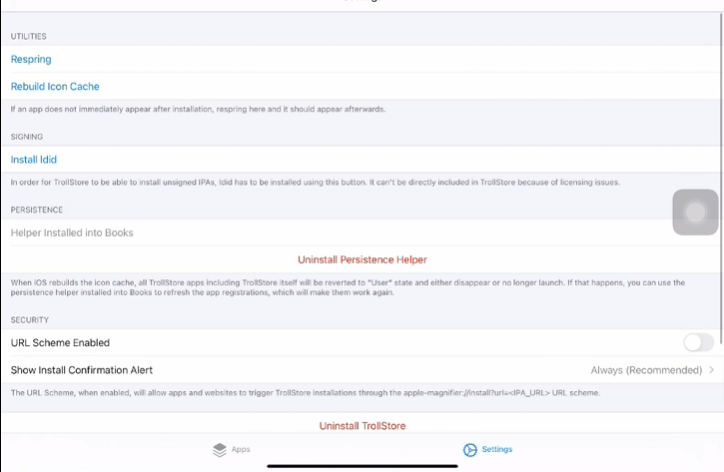 UTILITIES
Respring
Rebuild Icon Cache
If an app does not immediately appear after installation, respring here and it should appear afterwards.
SIGNING
Install ldid
In order for TrollStore to be able to install unsigned IPAs, ldid has to be installed using this button. It can't be directly included in TrollStore because of licensing issues.
PERSISTENCE
Helper Installed into Books
Uninstall Persistence Helper
When iOS rebuilds the icon cache, all TrollStore apps including TrollStore itself will be reverted to "User" state and either disappear or no longer launch. If that happens, you can use the
persistence helper installed into Books to refresh the app registrations, which will make them work again.
SECURITY
URL Scheme Enabled
Show Install Confirmation Alert
Always (Recommended)
The URL Scheme, when enabled, will allow apps and websites to trigger TrollStore installations through the apple-magnifier://install?url=<IPA_URL> URL scheme.
Uninstall TrollStore
Apps
Settings